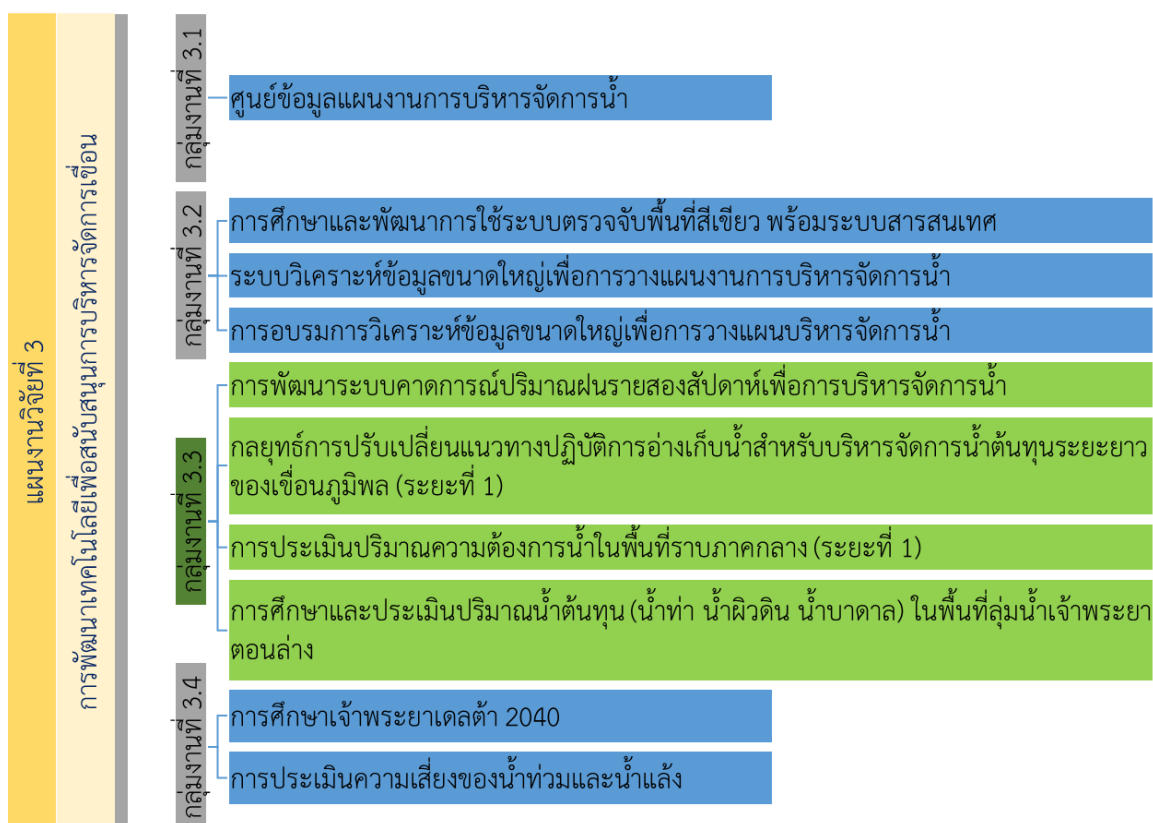 แผนงานวิจัยที่ 3
การพัฒนาเทคโนโลยีเพื่อสนับสนุนการบริหารจัดการเขื่อน
กลุ่มงานที่ 3.1
ศูนย์ข้อมูลแผนงานการบริหารจัดการน้ำ
กลุ่มงานที่ 3.2
การศึกษาและพัฒนาการใช้ระบบตรวจจับพื้นที่สีเขียว พร้อมระบบสารสนเทศ
ระบบวิเคราะห์ข้อมูลขนาดใหญ่เพื่อการวางแผนงานการบริหารจัดการน้ำ
การอบรมการวิเคราะห์ข้อมูลขนาดใหญ่เพื่อการวางแผนบริหารจัดการน้ำ
กลุ่มงานที่ 3.3
การพัฒนาระบบคาดการณ์ปริมาณฝนรายสองสัปดาห์เพื่อการบริหารจัดการน้ำ
กลยุทธ์การปรับเปลี่ยนแนวทางปฏิบัติการอ่างเก็บน้ำสำหรับบริหารจัดการน้ำต้นทุนระยะยาว
ของเขื่อนภูมิพล (ระยะที่ 1)
การประเมินปริมาณความต้องการน้ำในพื้นที่ราบภาคกลาง (ระยะที่ 1)
การศึกษาและประเมินปริมาณน้ำต้นทุน (น้ำท่า น้ำผิวดิน น้ำบาดาล) ในพื้นที่ลุ่มน้ำเจ้าพระยา
ตอนล่าง
กลุ่มงานที่ 3.4
การศึกษาเจ้าพระยาเดลต้า 2040
การประเมินความเสี่ยงของน้ำท่วมและน้ำแล้ง